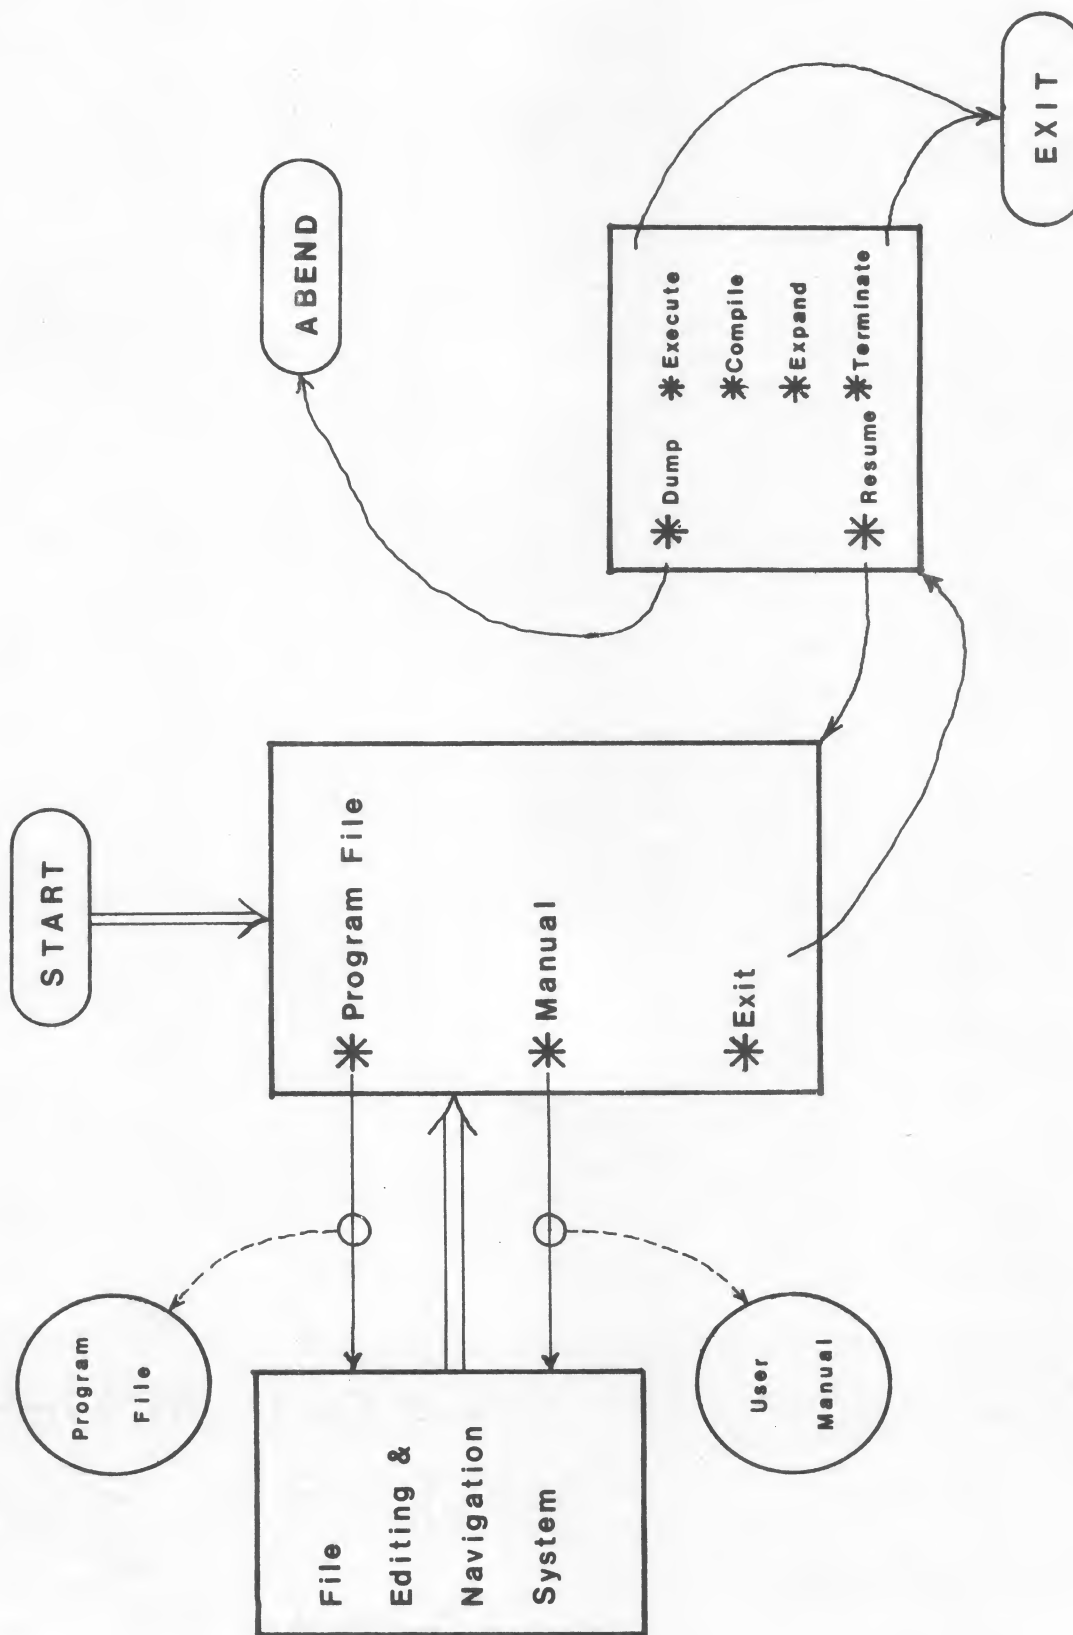 START
Program
File
ABEND
File
Editing &
Navigation
System
* Program File
* Manual
* Exit
User
Manual
* Dump
* Resume
* Execute
* Compile
* Expand
* Terminate
EXIT